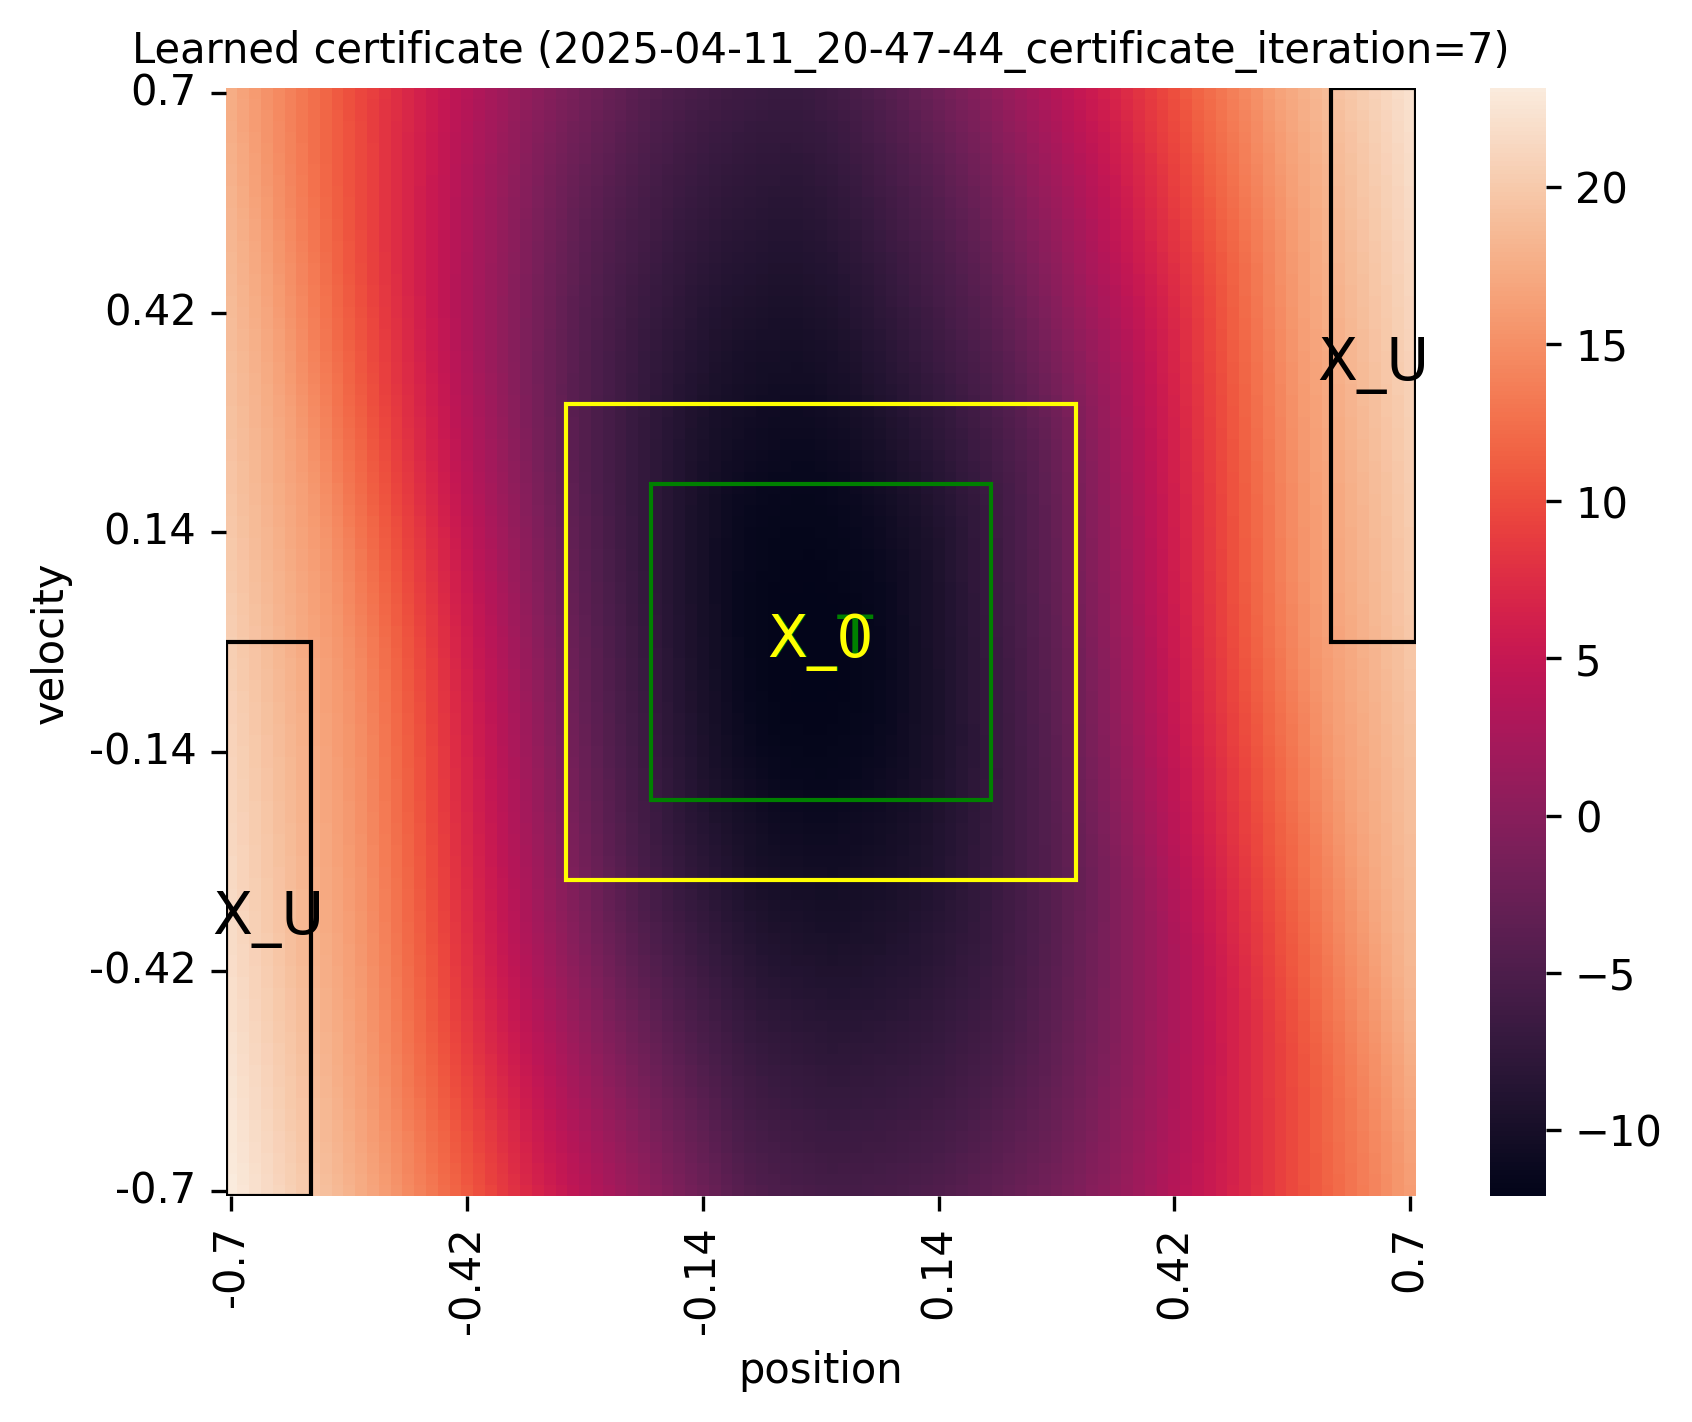 Learned certificate (2025-04-11_20-47-44_certificate_iteration=7)
0.7
0.42
0.14
-0.14
-0.42
-0.7
velocity
X_U
X_0
T
X_U
20
15
10
5
0
−5
−10
-0.7
-0.42
-0.14
0.14
0.42
0.7
position